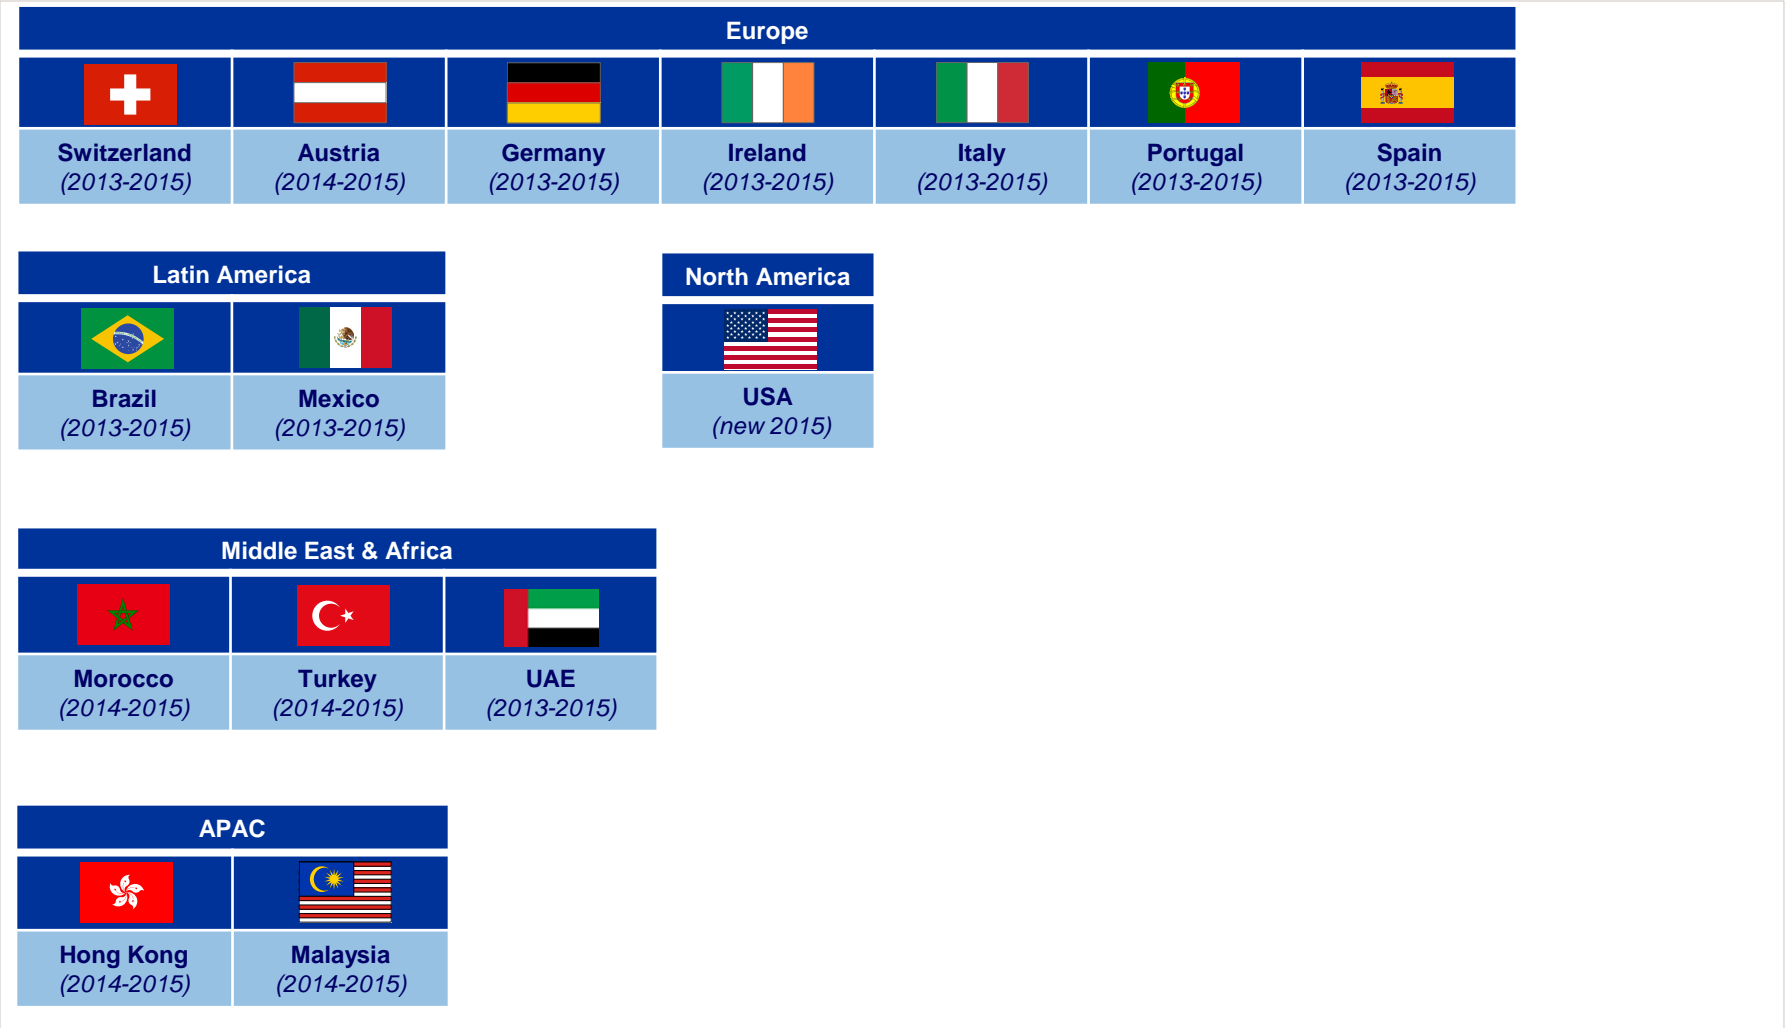 Europe
Switzerland Austria Germany Ireland Italy Portugal Spain
(2013-2015) (2014-2015) (2013-2015) (2013-2015) (2013-2015) (2013-2015) (2013-2015)
Latin America North America
Brazil Mexico USA
(2013-2015) (2013-2015) (new 2015)
Middle East & Africa
Morocco Turkey UAE
(2014-2015) (2014-2015) (2013-2015)
APAC
Hong Kong Malaysia
(2014-2015) (2014-2015)